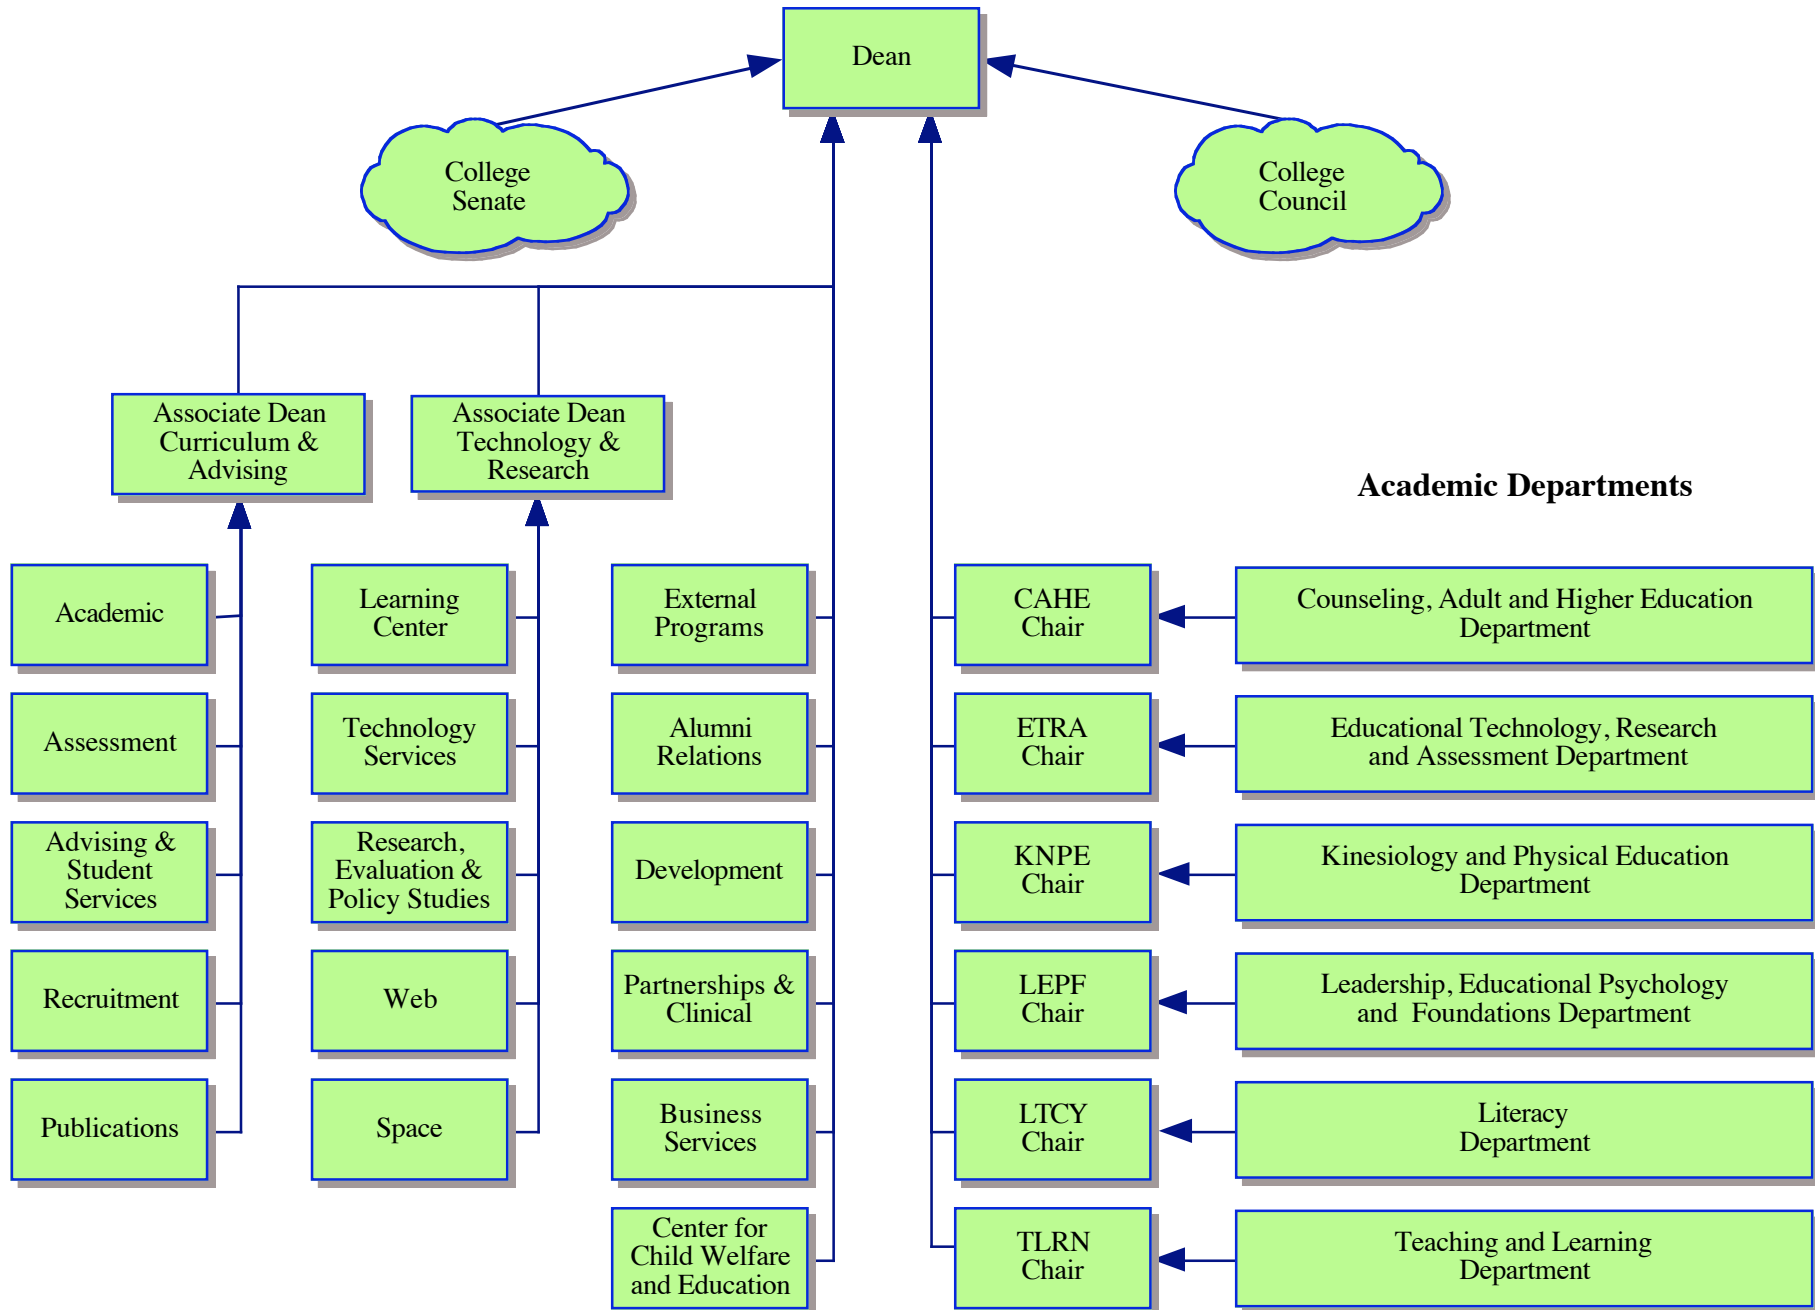 Dean
College
Senate
College
Council
Associate Dean
Curriculum &
Advising
Associate Dean
Technology &
Research
Academic Departments
Academic
Learning
Center
External
Programs
CAHE
Chair
Counseling, Adult and Higher Education
Department
Assessment
Technology
Services
Alumni
Relations
ETRA
Chair
Educational Technology, Research
and Assessment Department
Advising &
Student
Services
Research,
Evaluation &
Policy Studies
Development
KNPE
Chair
Kinesiology and Physical Education
Department
Recruitment
Web
Partnerships &
Clinical
LEPF
Chair
Leadership, Educational Psychology
and Foundations Department
Publications
Space
Business
Services
LTCY
Chair
Literacy
Department
Center for
Child Welfare
and Education
TLRN
Chair
Teaching and Learning
Department